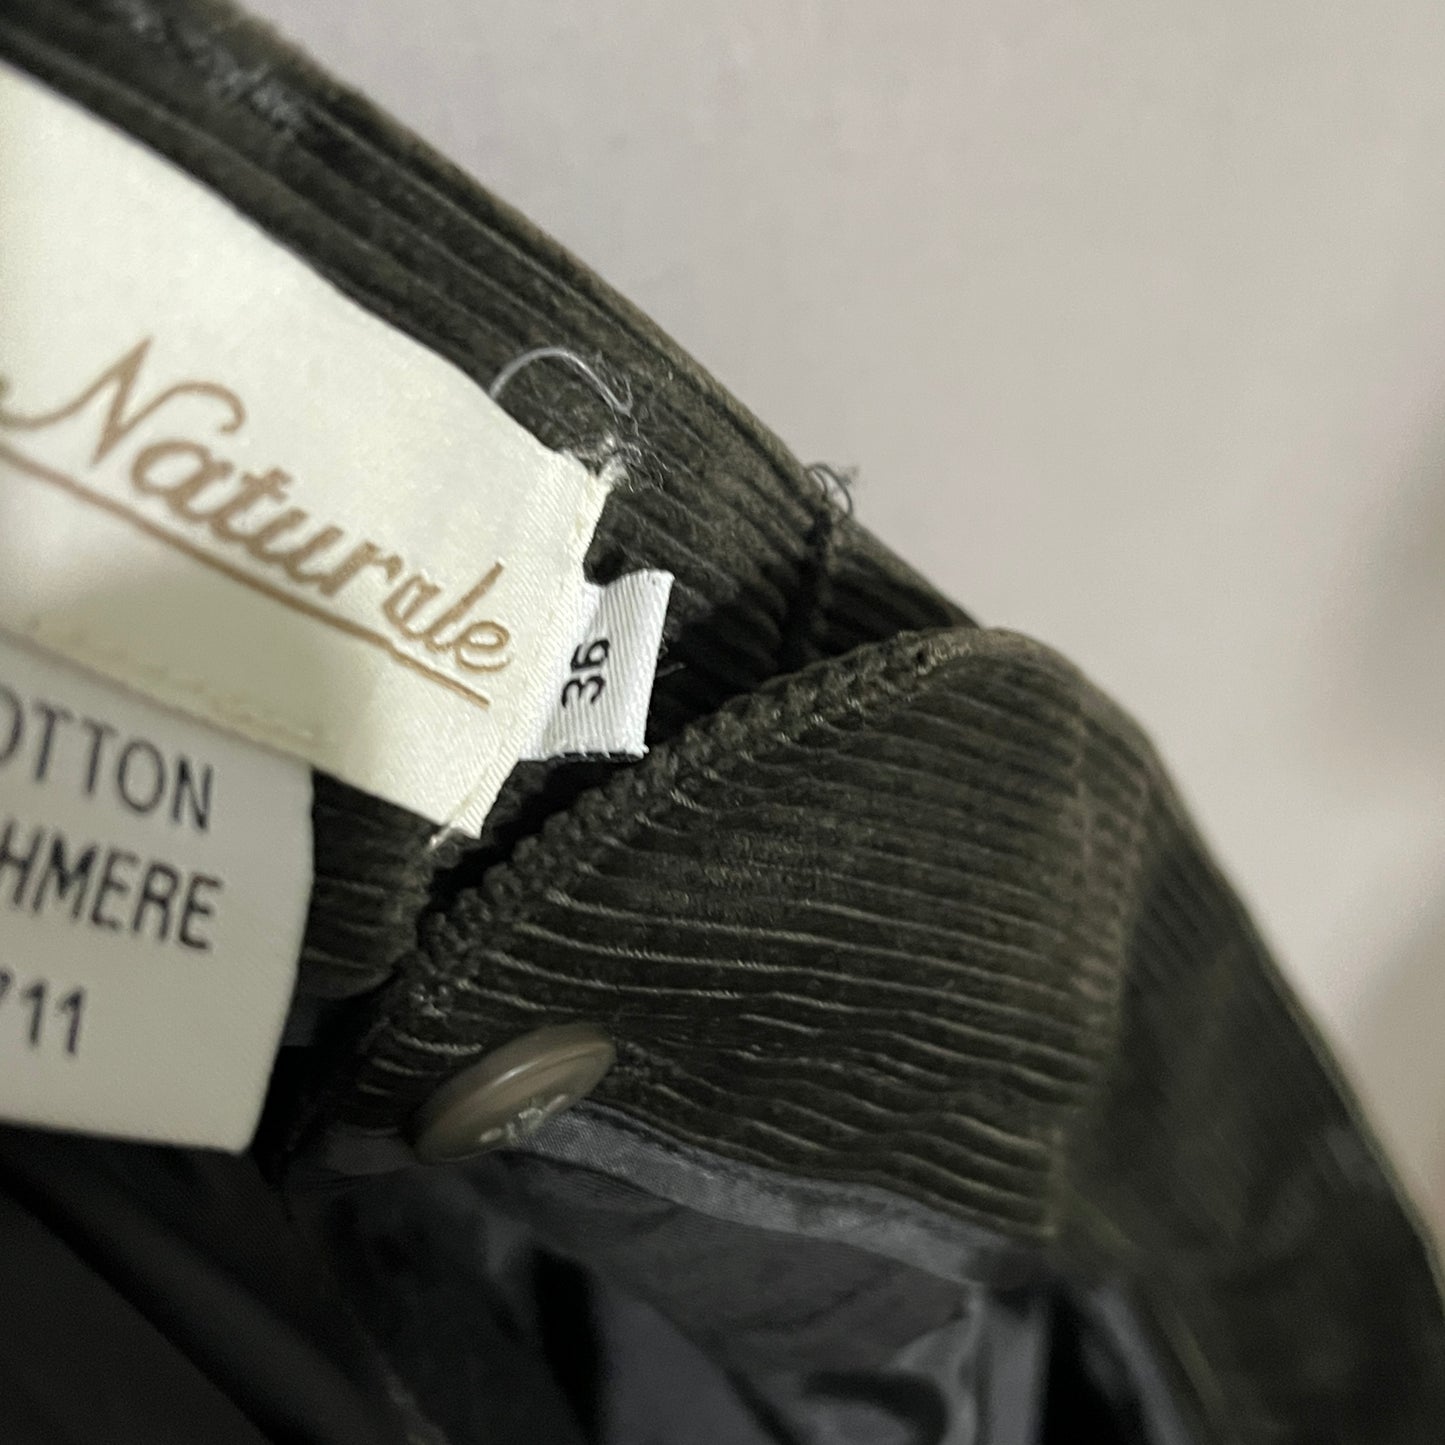 Naturale
36
OTTON
HMERE
711